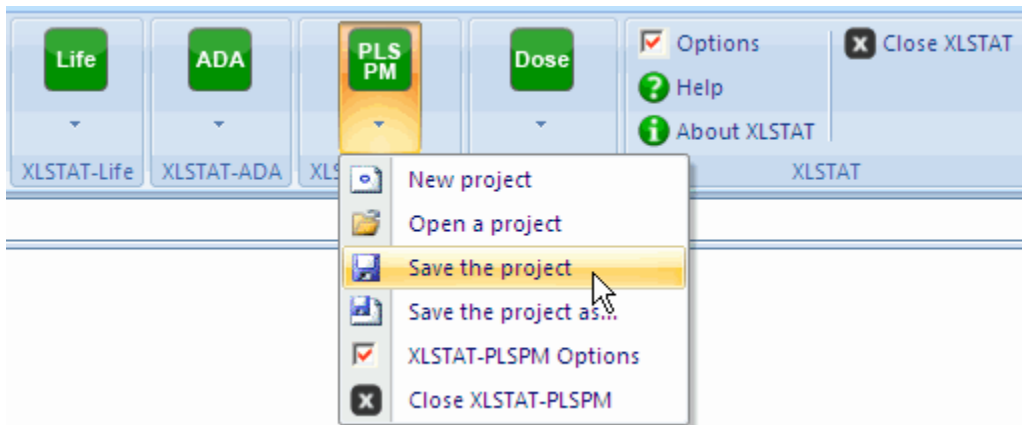 Life
ADA
PLS
PM
Dose
Options
Help
About XLSTAT
Close XLSTAT
XLSTAT-Life
XLSTAT-ADA
XLS
XLSTAT
New project
Open a project
Save the project
Save the project as...
XLSTAT-PLSPM Options
Close XLSTAT-PLSPM